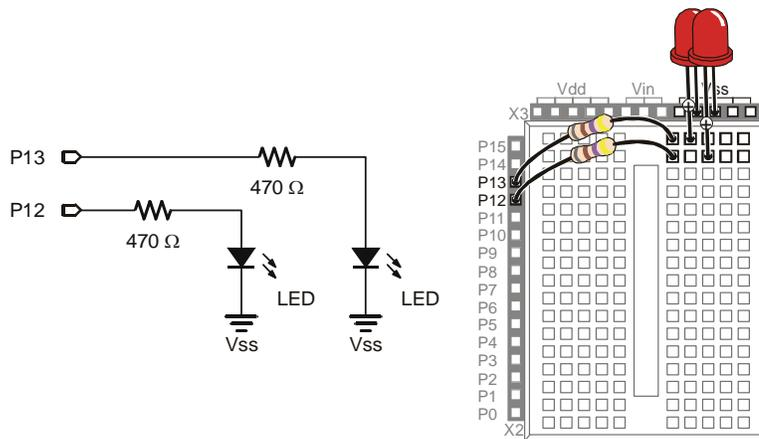 P13
470 Ω
P12
470 Ω
LED
LED
Vss
Vss
Vdd
Vin
Vss
X3
P15
P14
P13
P12
P11
P10
P9
P8
P7
P6
P5
P4
P3
P2
P1
P0
X2
+
+